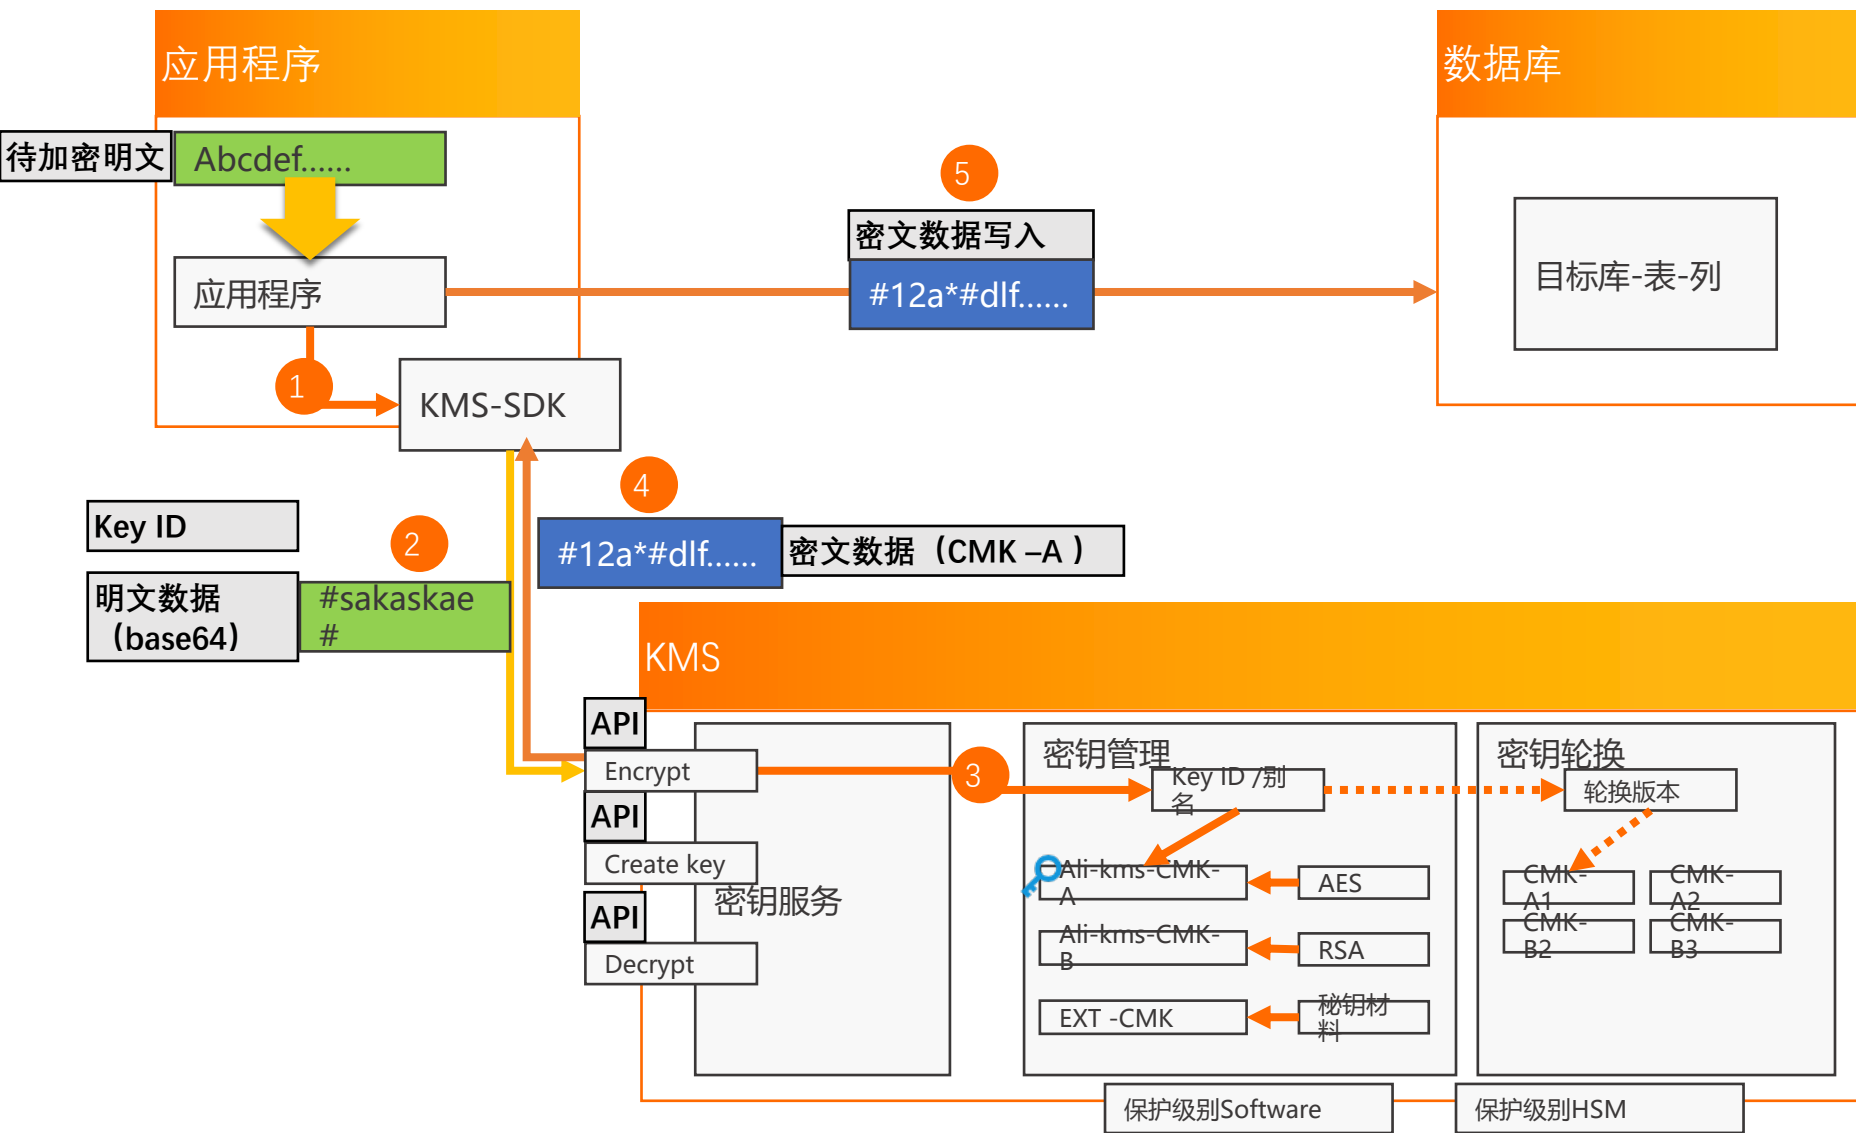 应用程序
数据库
待加密明文
Abcdef......
5
密文数据写入
#12a*#dlf......
应用程序
目标库-表-列
1
KMS-SDK
4
Key ID
2
#12a*#dlf......
密文数据（CMK –A ）
明文数据
（base64）
#sakaskae
#
KMS
API
Encrypt
API
Create key
API
Decrypt
密钥服务
3
密钥管理
Key ID /别
名
Ali-kms-CMK-
A
AES
Ali-kms-CMK-
B
RSA
EXT -CMK
秘钥材
料
密钥轮换
轮换版本
CMK-
A1
CMK-
A2
CMK-
B2
CMK-
B3
保护级别Software
保护级别HSM